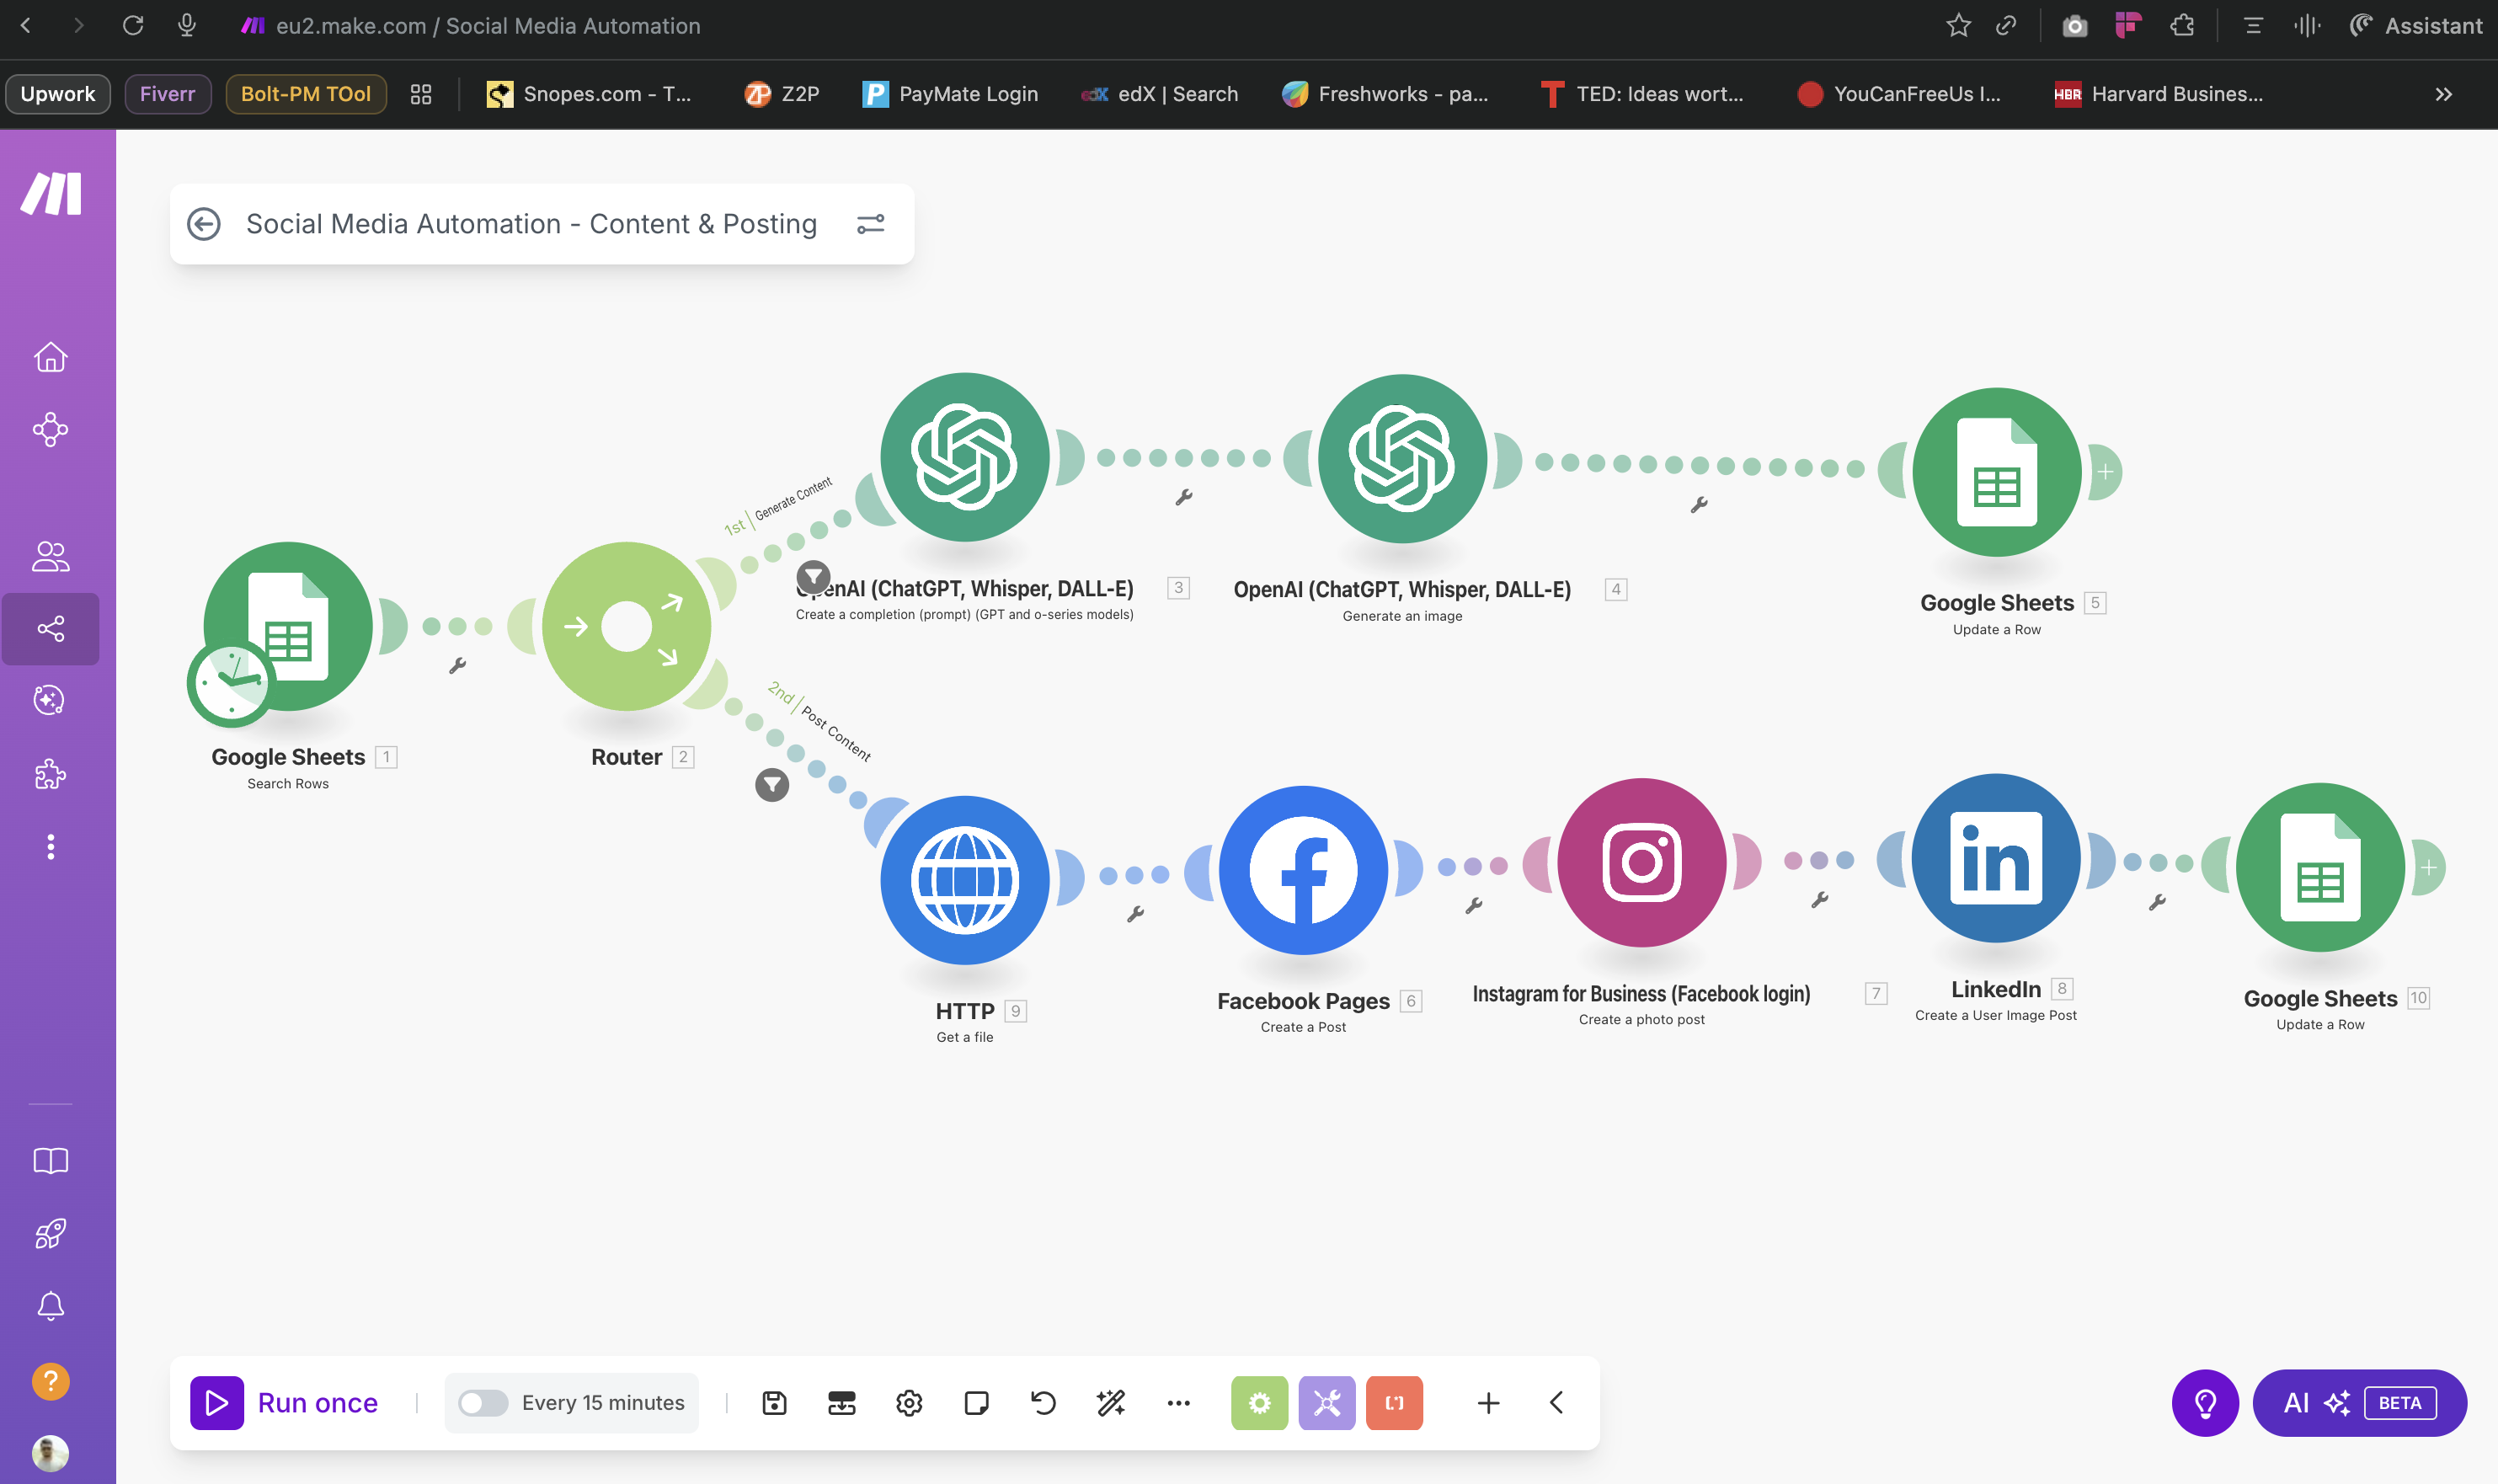 eu2.make.com / Social Media Automation
Assistant
Upwork
Fiverr
Bolt-PM TOol
Snopes.com - T...
Z2P
PayMate Login
edX | Search
Freshworks - pa...
TED: Ideas wort...
YouCanFreeUs I...
HBR
Harvard Busines...
Social Media Automation - Content & Posting
1st | Generate Content
OpenAI (ChatGPT, Whisper, DALL-E) 3
Create a completion (prompt) (GPT and o-series models)
OpenAI (ChatGPT, Whisper, DALL-E) 4
Generate an image
Google Sheets 5
Update a Row
Google Sheets 1
Search Rows
Router 2
2nd | Post Content
HTTP 9
Get a file
Facebook Pages 6
Create a Post
Instagram for Business (Facebook login) 7
Create a photo post
LinkedIn 8
Create a User Image Post
Google Sheets 10
Update a Row
Run once
Every 15 minutes
AI
BETA